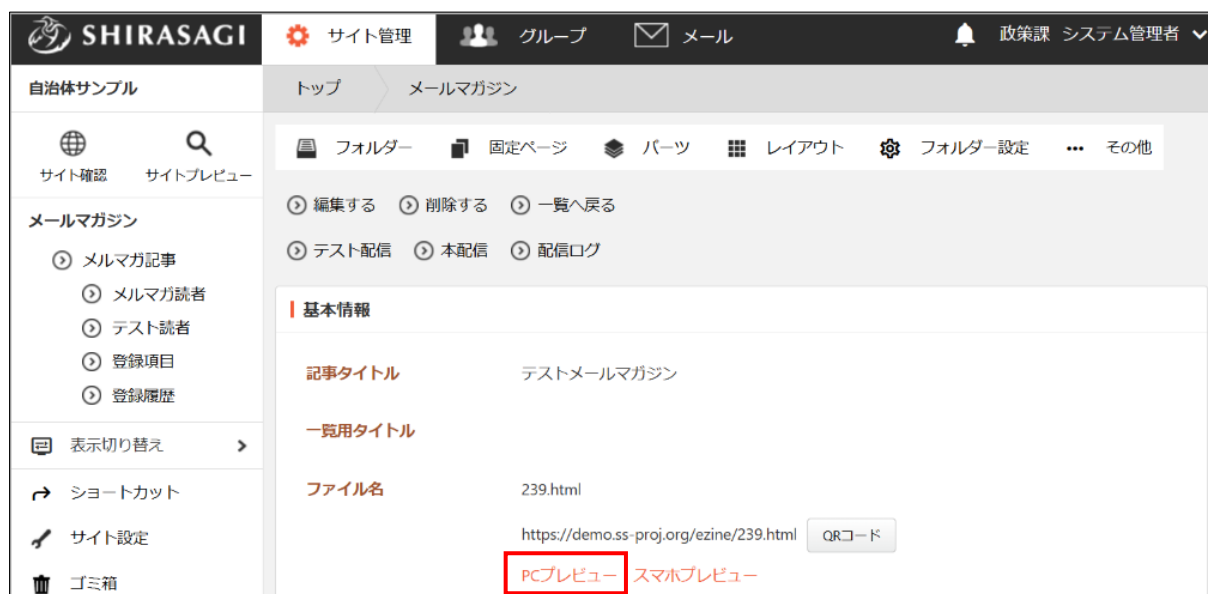 SHIRASAGI サイト管理 グループ メール 政策課 システム管理者
自治体サンプル トップ メールマガジン
サイト確認 サイトプレビュー
フォルダー 固定ページ パーツ レイアウト フォルダー設定 ••• その他
編集する 削除する 一覧へ戻る
テスト配信 本配信 配信ログ
メールマガジン
メルマガ記事
メルマガ読者
テスト読者
登録項目
登録履歴
表示切り替え
ショートカット
サイト設定
ゴミ箱
基本情報
記事タイトル テストメールマガジン
一覧用タイトル
ファイル名 239.html
https://demo.ss-proj.org/ezine/239.html QRコード
PCプレビュー スマホプレビュー